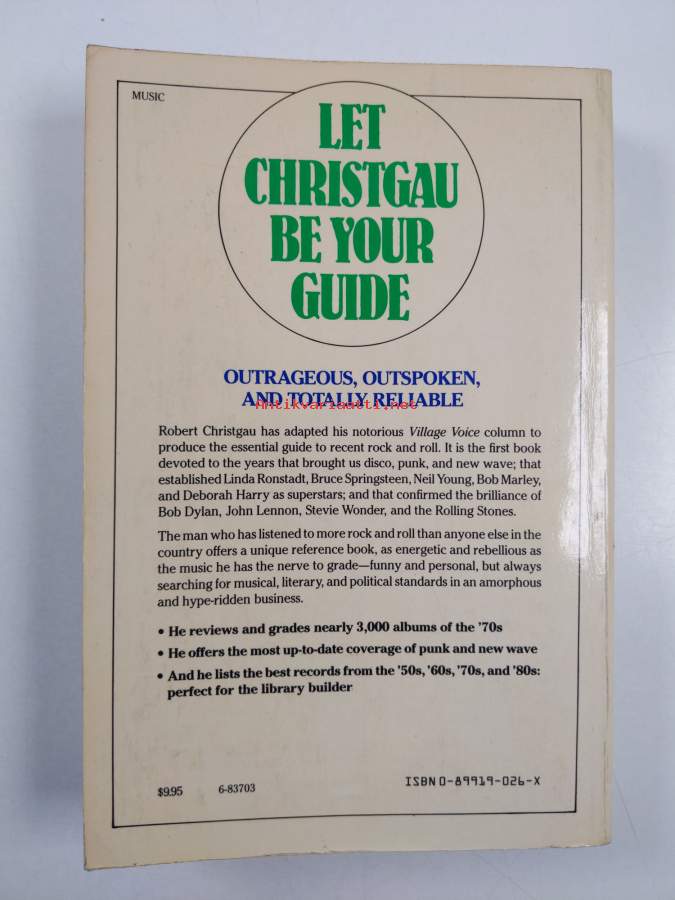 MUSIC
LET
CHRISTGAU
BE YOUR
GUIDE
OUTRAGEOUS, OUTSPOKEN,
AND TOTALLY RELIABLE
Antikvariaatti.net
Robert Christgau has adapted his notorious Village Voice column to
produce the essential guide to recent rock and roll. It is the first book
devoted to the years that brought us disco, punk, and new wave; that
established Linda Ronstadt, Bruce Springsteen, Neil Young, Bob Marley,
and Deborah Harry as superstars; and that confirmed the brilliance of
Bob Dylan, John Lennon, Stevie Wonder, and the Rolling Stones.
The man who has listened to more rock and roll than anyone else in the
country offers a unique reference book, as energetic and rebellious as
the music he has the nerve to grade—funny and personal, but always
searching for musical, literary, and political standards in an amorphous
and hype-ridden business.
• He reviews and grades nearly 3,000 albums of the ’70s
• He offers the most up-to-date coverage of punk and new wave
• And he lists the best records from the ’50s, ’60s, ’70s, and ’80s:
perfect for the library builder
$9.95 6-83703 ISBN 0-89919-026-X